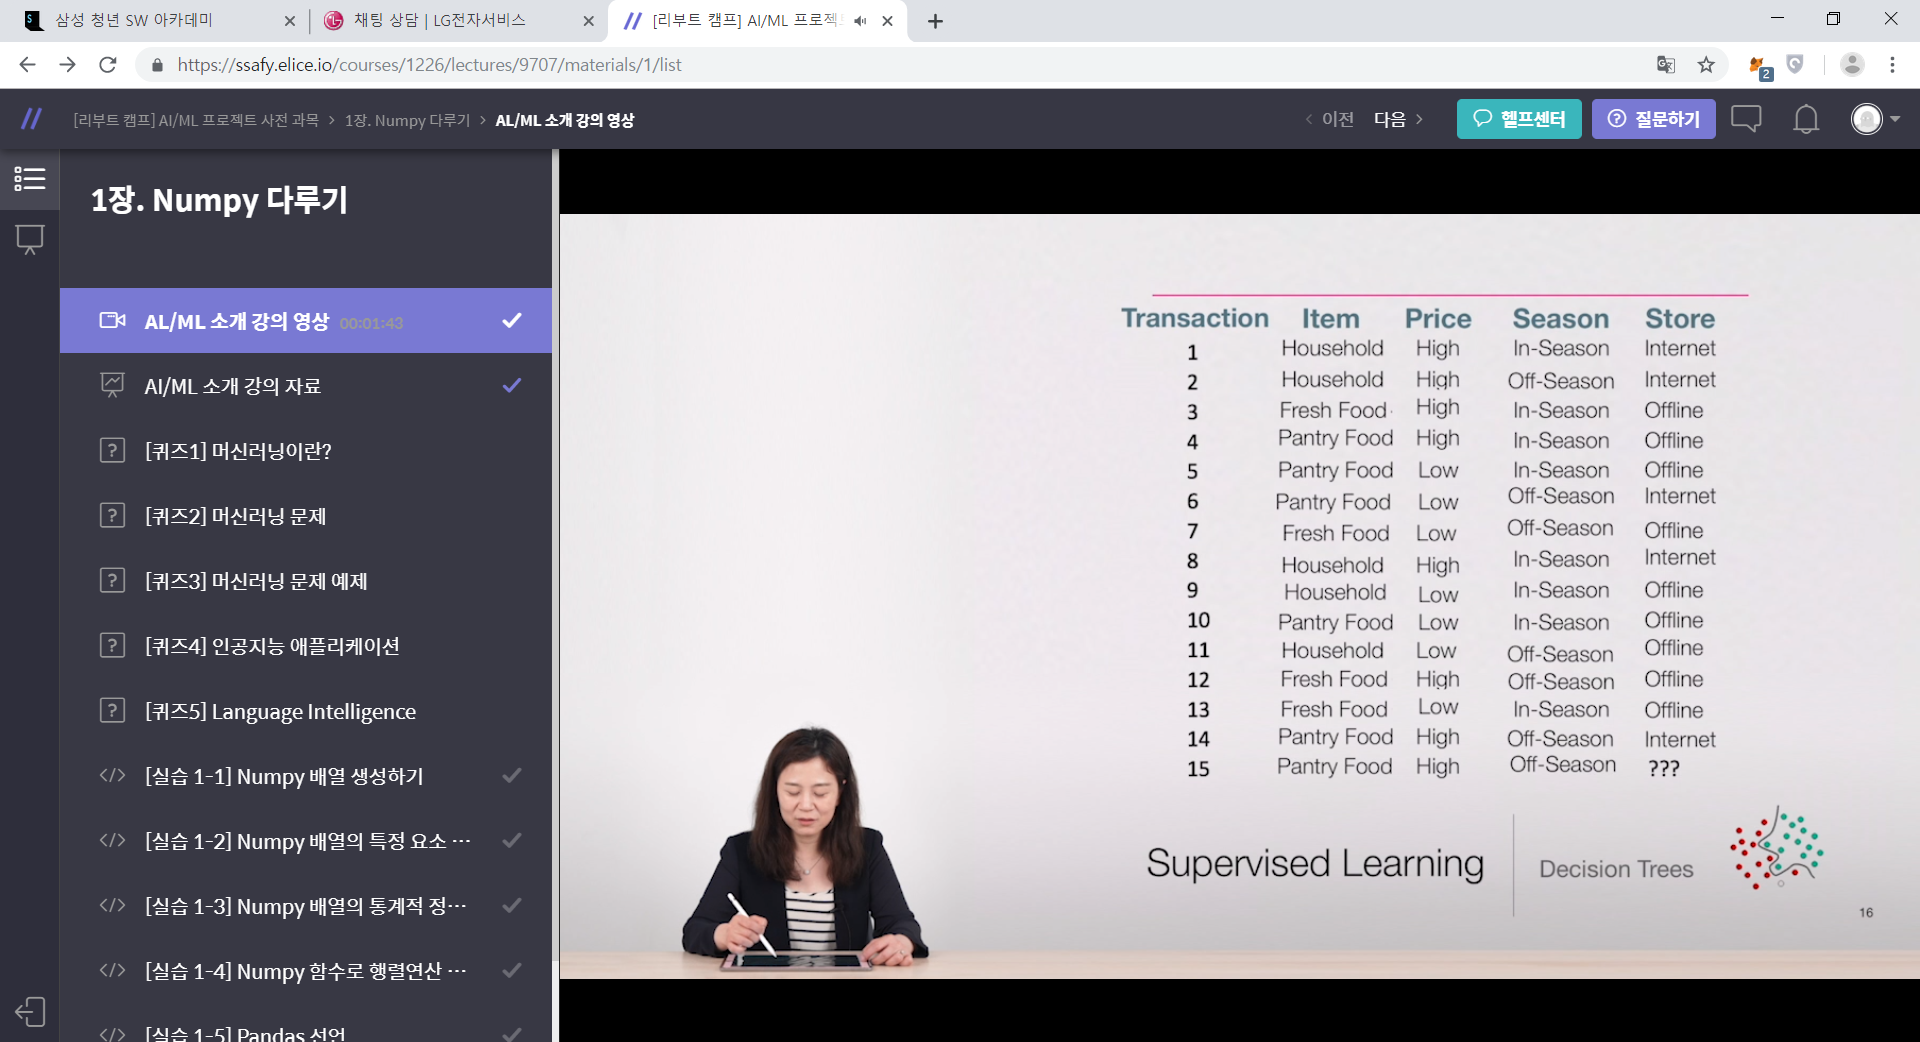 삼성 청년 SW 아카데미
채팅 상담 | LG전자서비스
[리부트 캠프] AI/ML 프로젝
https://ssafy.elice.io/courses/1226/lectures/9707/materials/1/list
2
[리부트 캠프] AI/ML 프로젝트 사전 과목 > 1장. Numpy 다루기 > AL/ML 소개 강의 영상
< 이전 다음 >
헬프센터
질문하기
1장. Numpy 다루기
AL/ML 소개 강의 영상 00:01:43
AI/ML 소개 강의 자료
[퀴즈1] 머신러닝이란?
[퀴즈2] 머신러닝 문제
[퀴즈3] 머신러닝 문제 예제
[퀴즈4] 인공지능 애플리케이션
[퀴즈5] Language Intelligence
[실습 1-1] Numpy 배열 생성하기
[실습 1-2] Numpy 배열의 특정 요소 ···
[실습 1-3] Numpy 배열의 통계적 정···
[실습 1-4] Numpy 함수로 행렬연산 ···
[실습 1-5] Pandas 선언
Transaction Item Price Season Store
1 Household High In-Season Internet
2 Household High Off-Season Internet
3 Fresh Food High In-Season Offline
4 Pantry Food High In-Season Offline
5 Pantry Food Low In-Season Offline
6 Pantry Food Low Off-Season Internet
7 Fresh Food Low Off-Season Offline
8 Household High In-Season Internet
9 Household Low In-Season Offline
10 Pantry Food Low In-Season Offline
11 Household Low Off-Season Offline
12 Fresh Food High Off-Season Offline
13 Fresh Food Low In-Season Offline
14 Pantry Food High Off-Season Internet
15 Pantry Food High Off-Season ???
Supervised Learning
Decision Trees
16